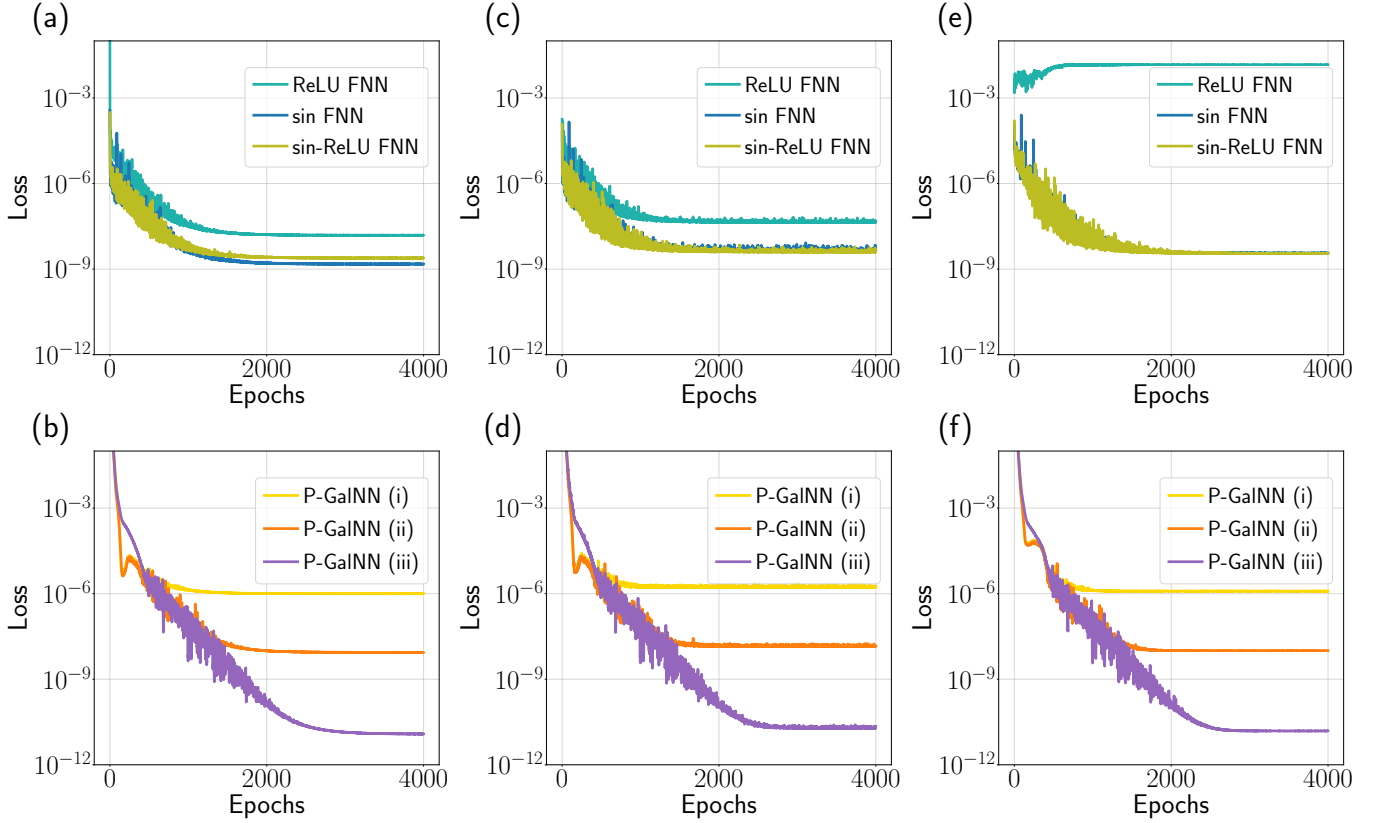 (a)
Loss
10⁻³
10⁻⁶
10⁻⁹
10⁻¹²
ReLU FNN
sin FNN
sin-ReLU FNN
0
2000
4000
Epochs
(c)
Loss
10⁻³
10⁻⁶
10⁻⁹
10⁻¹²
ReLU FNN
sin FNN
sin-ReLU FNN
0
2000
4000
Epochs
(e)
Loss
10⁻³
10⁻⁶
10⁻⁹
10⁻¹²
ReLU FNN
sin FNN
sin-ReLU FNN
0
2000
4000
Epochs
(b)
Loss
10⁻³
10⁻⁶
10⁻⁹
10⁻¹²
P-GalNN (i)
P-GalNN (ii)
P-GalNN (iii)
0
2000
4000
Epochs
(d)
Loss
10⁻³
10⁻⁶
10⁻⁹
10⁻¹²
P-GalNN (i)
P-GalNN (ii)
P-GalNN (iii)
0
2000
4000
Epochs
(f)
Loss
10⁻³
10⁻⁶
10⁻⁹
10⁻¹²
P-GalNN (i)
P-GalNN (ii)
P-GalNN (iii)
0
2000
4000
Epochs